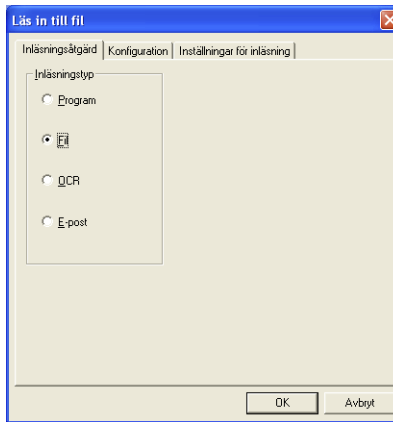 Läs in till fil
Inläsningsåtgärd Konfiguration Inställningar för inläsning
Inläsningstyp
Program
Fil
OCR
E-post
OK Avbryt